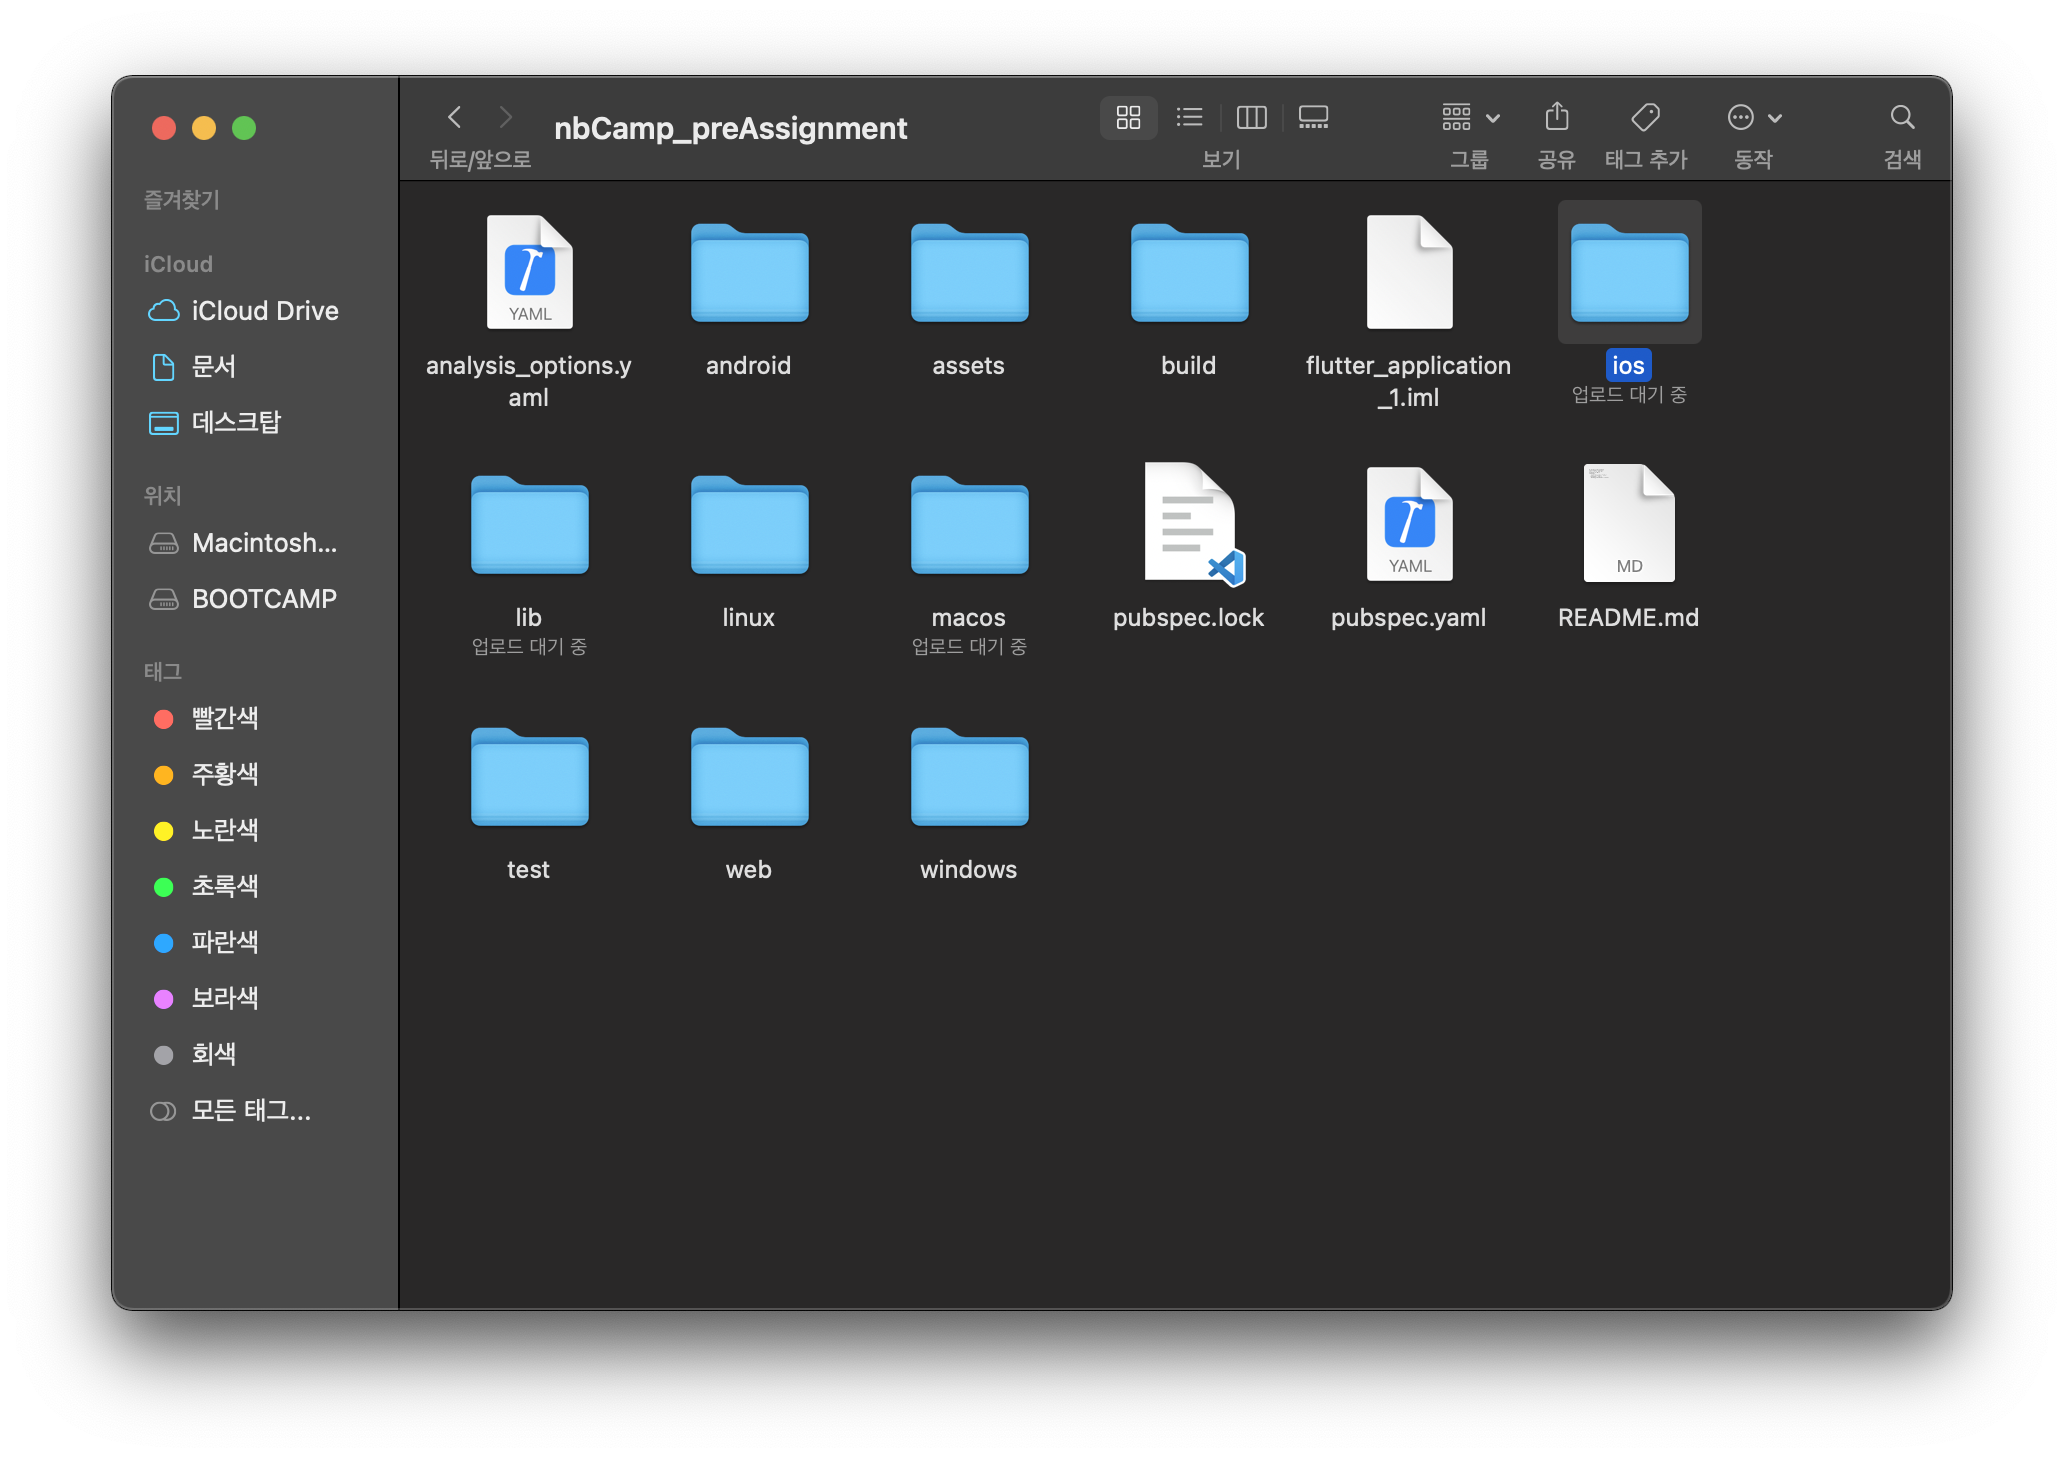 nbCamp_preAssignment
뒤로/앞으로
보기
그룹
공유
태그 추가
동작
검색
즐겨찾기
iCloud
iCloud Drive
문서
데스크탑
위치
Macintosh...
BOOTCAMP
태그
빨간색
주황색
노란색
초록색
파란색
보라색
회색
모든 태그...
YAML
analysis_options.y
aml
android
assets
build
flutter_application
_1.iml
ios
업로드 대기 중
lib
업로드 대기 중
linux
macos
업로드 대기 중
pubspec.lock
YAML
pubspec.yaml
MD
README.md
test
web
windows